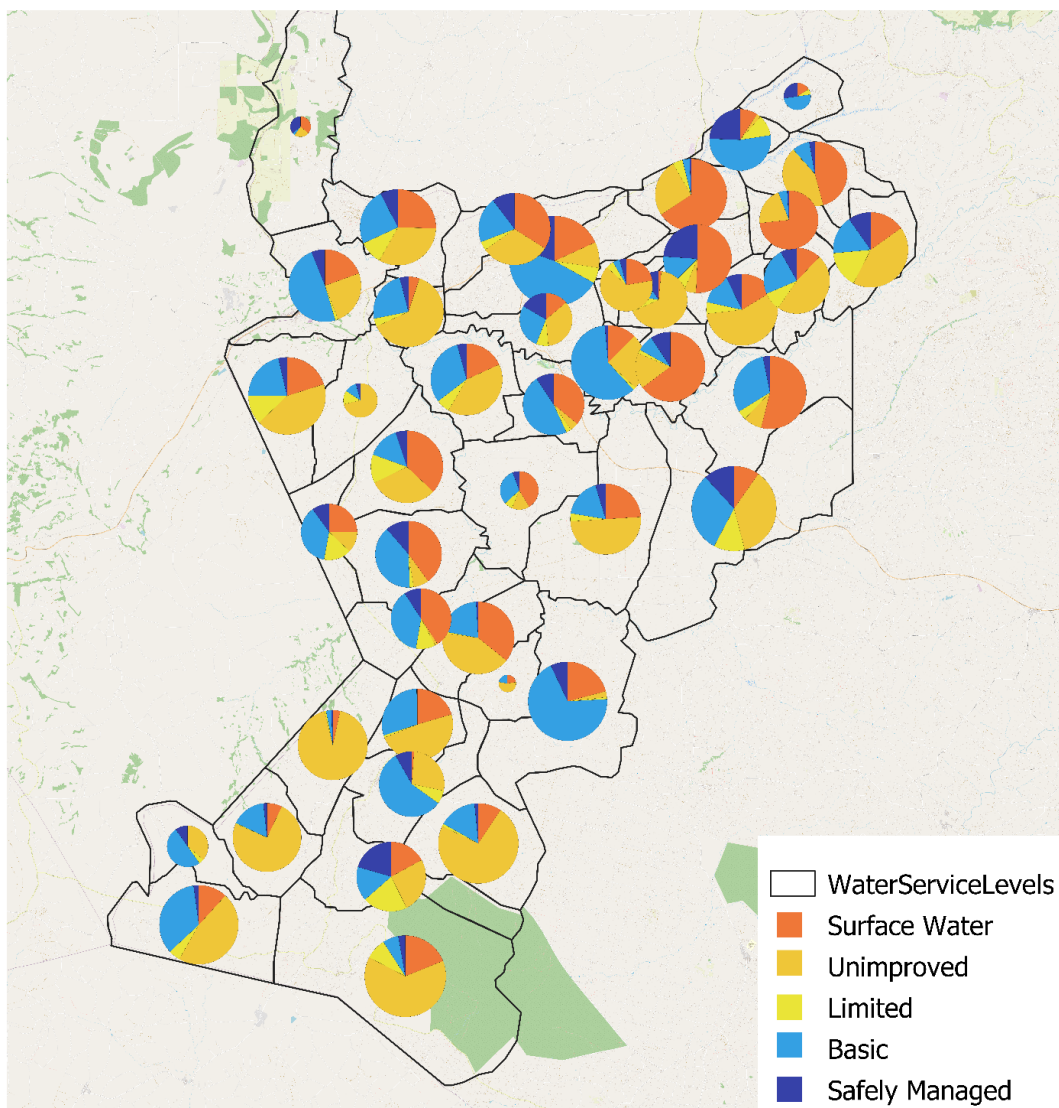 WaterServiceLevels
Surface Water
Unimproved
Limited
Basic
Safely Managed